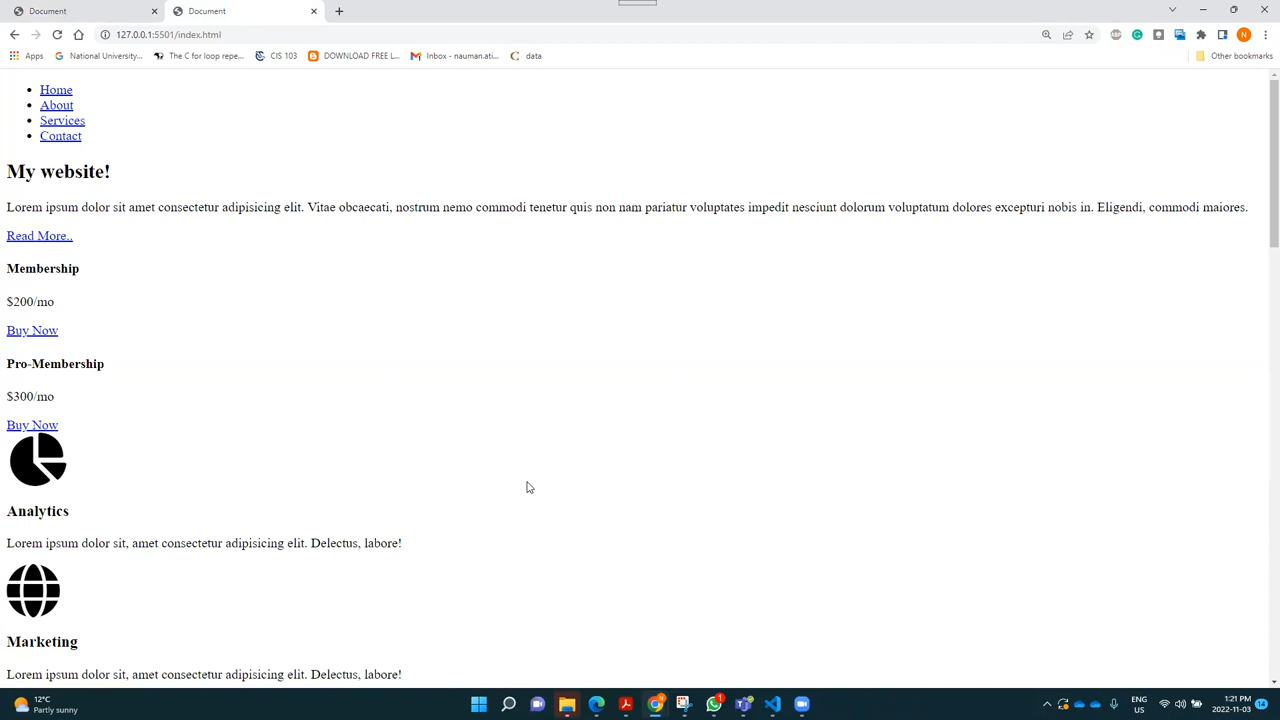 Document
Document
127.0.0.1:5501/index.html
N
Apps
National University...
The C for loop repe...
CIS 103
DOWNLOAD FREE L...
Inbox - nauman.ati...
data
Other bookmarks
Home
About
Services
Contact
My website!
Lorem ipsum dolor sit amet consectetur adipisicing elit. Vitae obcaecati, nostrum nemo commodi tenetur quis non nam pariatur voluptates impedit nesciunt dolorum voluptatum dolores excepturi nobis in. Eligendi, commodi maiores.
Read More..
Membership
$200/mo
Buy Now
Pro-Membership
$300/mo
Buy Now
Analytics
Lorem ipsum dolor sit, amet consectetur adipisicing elit. Delectus, labore!
Marketing
Lorem ipsum dolor sit, amet consectetur adipisicing elit. Delectus, labore!
12°C
Partly sunny
1
ENG
US
1:21 PM
2022-11-03
14